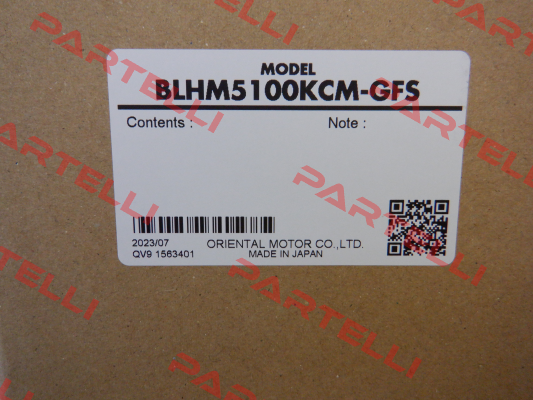 MODEL
BLHM5100KCM-GFS
Contents : Note :
2023/07 ORIENTAL MOTOR CO.,LTD.
QV9 1563401 MADE IN JAPAN
PARTELLI
PARTELLI
PARTELLI
PARTELLI
PARTELLI
PARTELLI